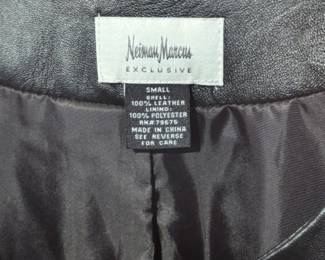 Neiman Marcus
EXCLUSIVE
SMALL
SHELL:
100% LEATHER
LINING:
100% POLYESTER
RN#79675
MADE IN CHINA
SEE REVERSE
FOR CARE